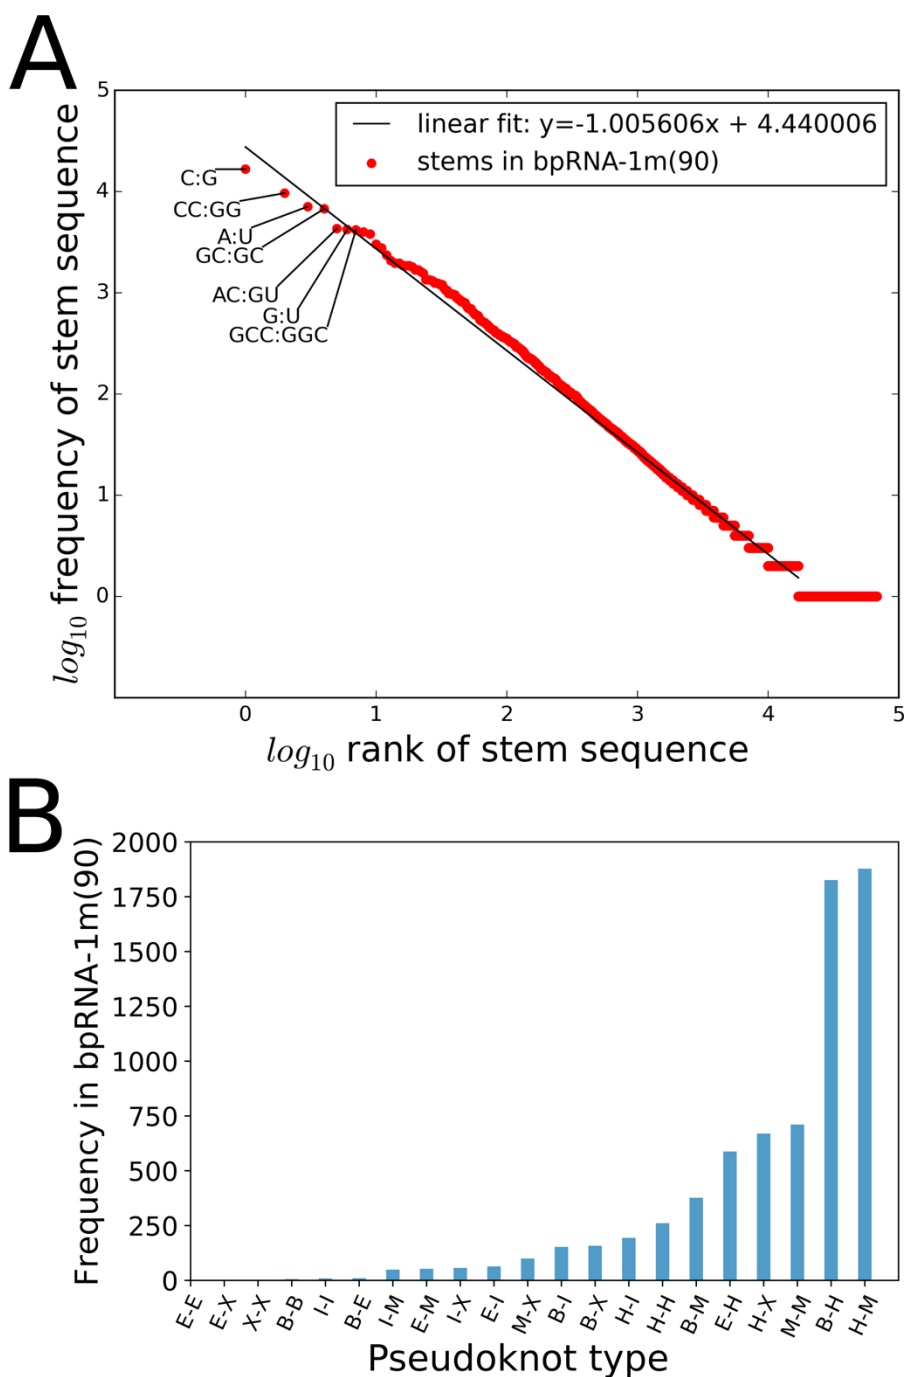 A
5
linear fit: y=-1.005606x + 4.440006
stems in bpRNA-1m(90)
4
C:G
CC:GG
A:U
GC:GC
3
AC:GU
G:U
GCC:GGC
2
1
0
log10 frequency of stem sequence
0 1 2 3 4 5
log10 rank of stem sequence
B
2000
1750
1500
1250
1000
750
500
250
0
Frequency in bpRNA-1m(90)
E-E E-X X-X B-B I-I B-E I-M E-M I-X E-I M-X B-I B-X H-I H-H B-M E-H H-X M-M B-H H-M
Pseudoknot type